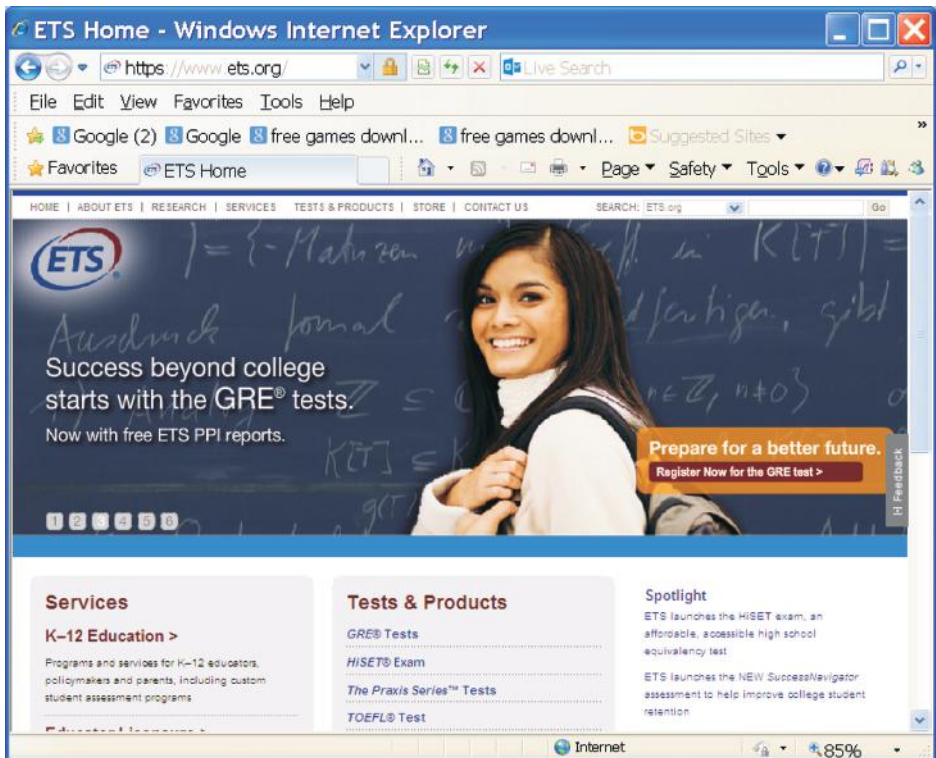 ETS Home - Windows Internet Explorer
https://www.ets.org/ Live Search
File Edit View Favorites Tools Help
Google (2) Google free games downl... free games downl... Suggested Sites
Favorites ETS Home Page Safety Tools
HOME | ABOUT ETS | RESEARCH | SERVICES TESTS & PRODUCTS | STORE | CONTACT US SEARCH: ETS.org Go
ETS
Success beyond college
starts with the GRE® tests.
Now with free ETS PPI reports.
Prepare for a better future.
Register Now for the GRE test >
Feedback
1 2 3 4 5 6
Services
K–12 Education >
Programs and services for K–12 educators,
policymakers and parents, including custom
student assessment programs
Tests & Products
GRE® Tests
HiSET® Exam
The Praxis Series™ Tests
TOEFL® Test
Spotlight
ETS launches the HiSET exam, an
affordable, accessible high school
equivalency test
ETS launches the NEW SuccessNavigator
assessment to help improve college student
retention
Internet 85%